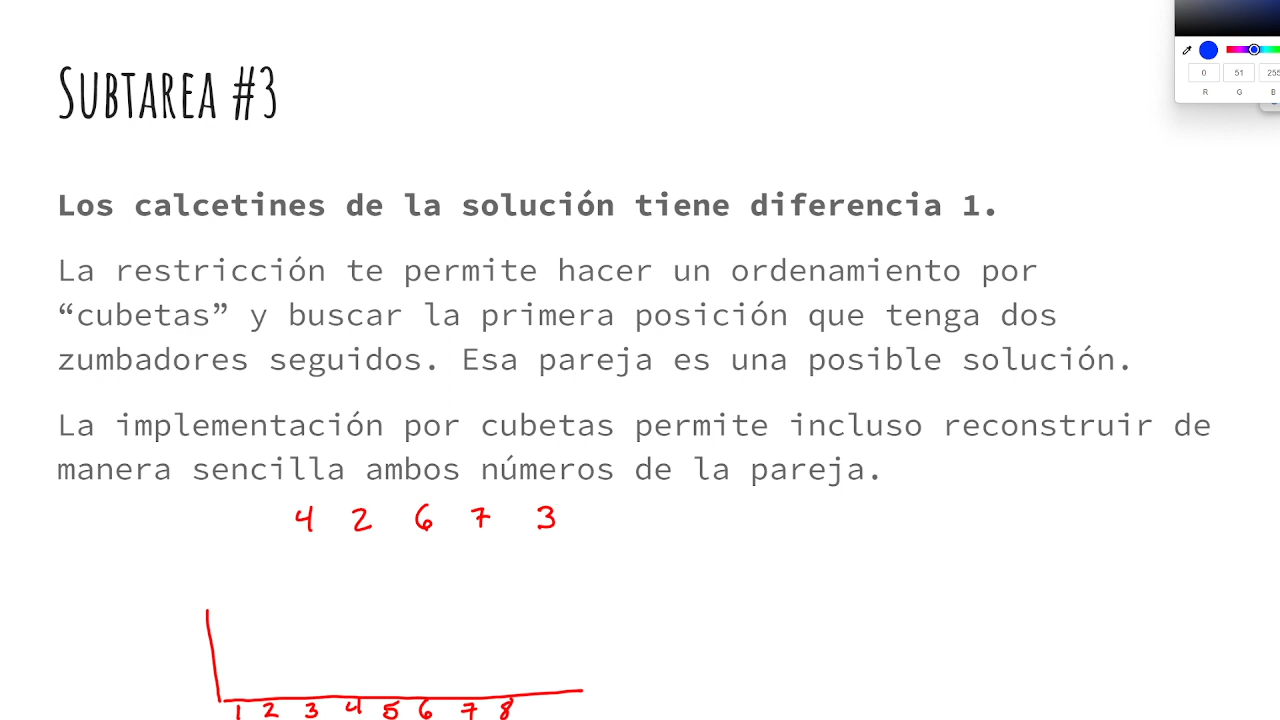 SUBTAREA #3
Los calcetines de la solución tiene diferencia 1.
La restricción te permite hacer un ordenamiento por
“cubetas” y buscar la primera posición que tenga dos
zumbadores seguidos. Esa pareja es una posible solución.
La implementación por cubetas permite incluso reconstruir de
manera sencilla ambos números de la pareja.
4 2 6 7 3
1 2 3 4 5 6 7 8
0 51 255
R G B